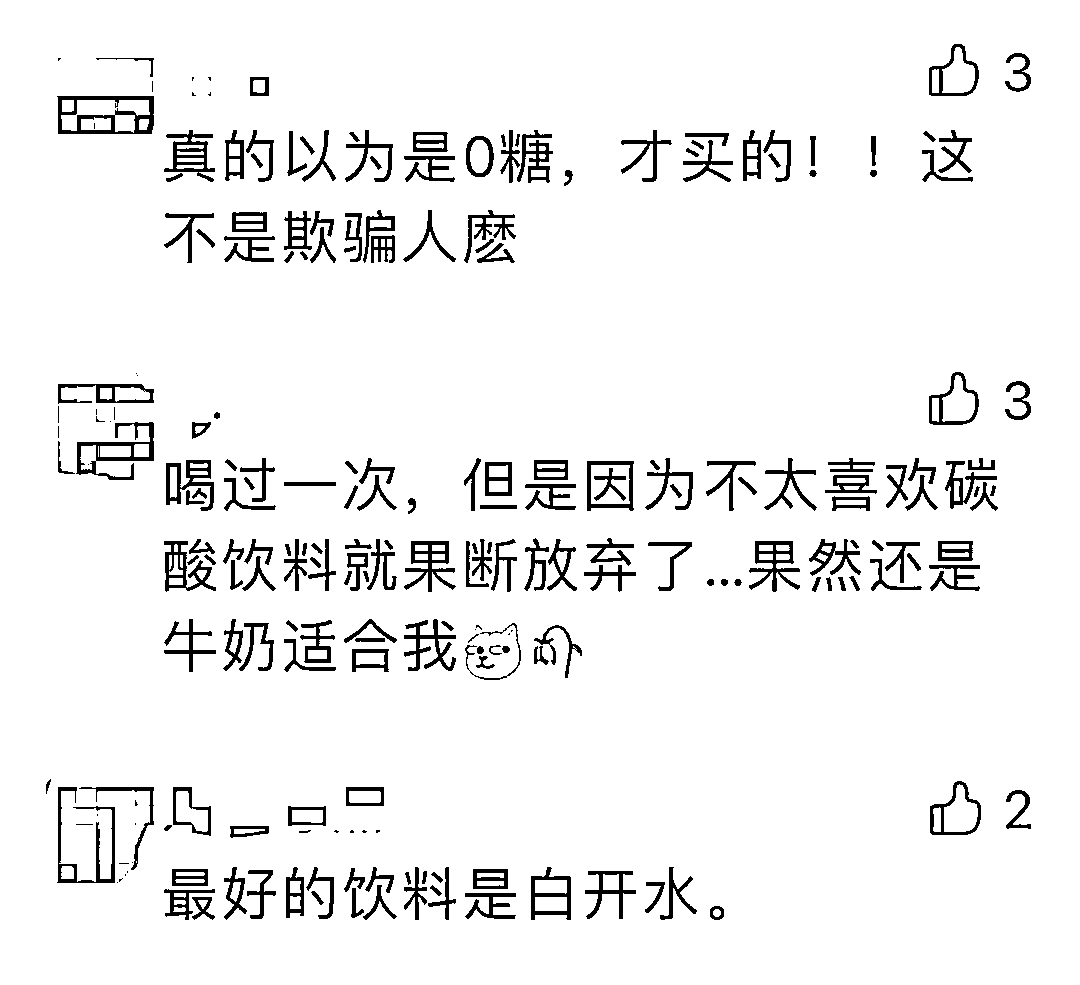 3
真的以为是0糖，才买的！！这
不是欺骗人麽
3
喝过一次，但是因为不太喜欢碳
酸饮料就果断放弃了...果然还是
牛奶适合我
2
最好的饮料是白开水。